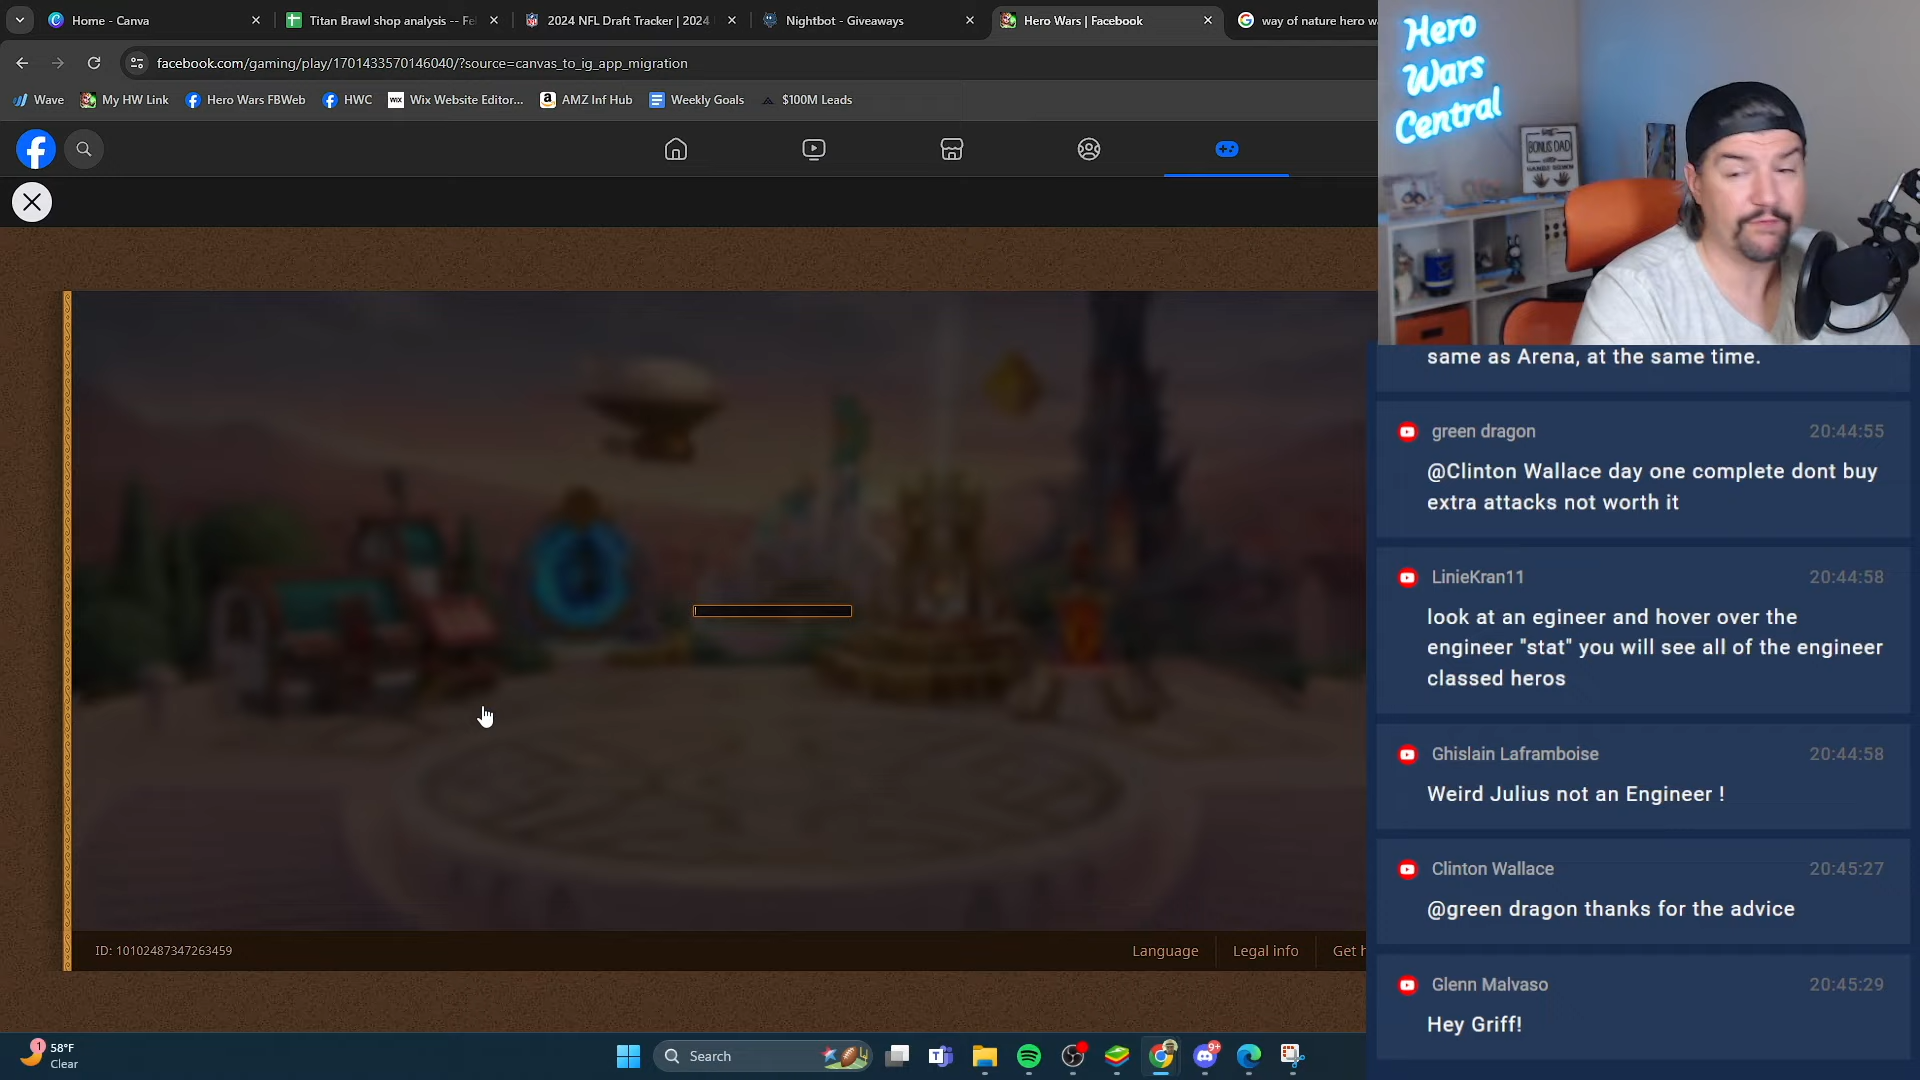 Home - Canva
Titan Brawl shop analysis -- Fe
2024 NFL Draft Tracker | 2024
Nightbot - Giveaways
Hero Wars | Facebook
way of nature hero w
facebook.com/gaming/play/1701433570146040/?source=canvas_to_ig_app_migration
Wave
My HW Link
Hero Wars FBWeb
HWC
WIX
Wix Website Editor...
AMZ Inf Hub
Weekly Goals
$100M Leads
Hero
Wars
Central
BONUS DAD
same as Arena, at the same time.
green dragon
20:44:55
@Clinton Wallace day one complete dont buy
extra attacks not worth it
LinieKran11
20:44:58
look at an egineer and hover over the
engineer "stat" you will see all of the engineer
classed heros
Ghislain Laframboise
20:44:58
Weird Julius not an Engineer !
Clinton Wallace
20:45:27
@green dragon thanks for the advice
Glenn Malvaso
20:45:29
Hey Griff!
ID: 10102487347263459
Language
Legal info
Get h
1
58°F
Clear
Search
9+